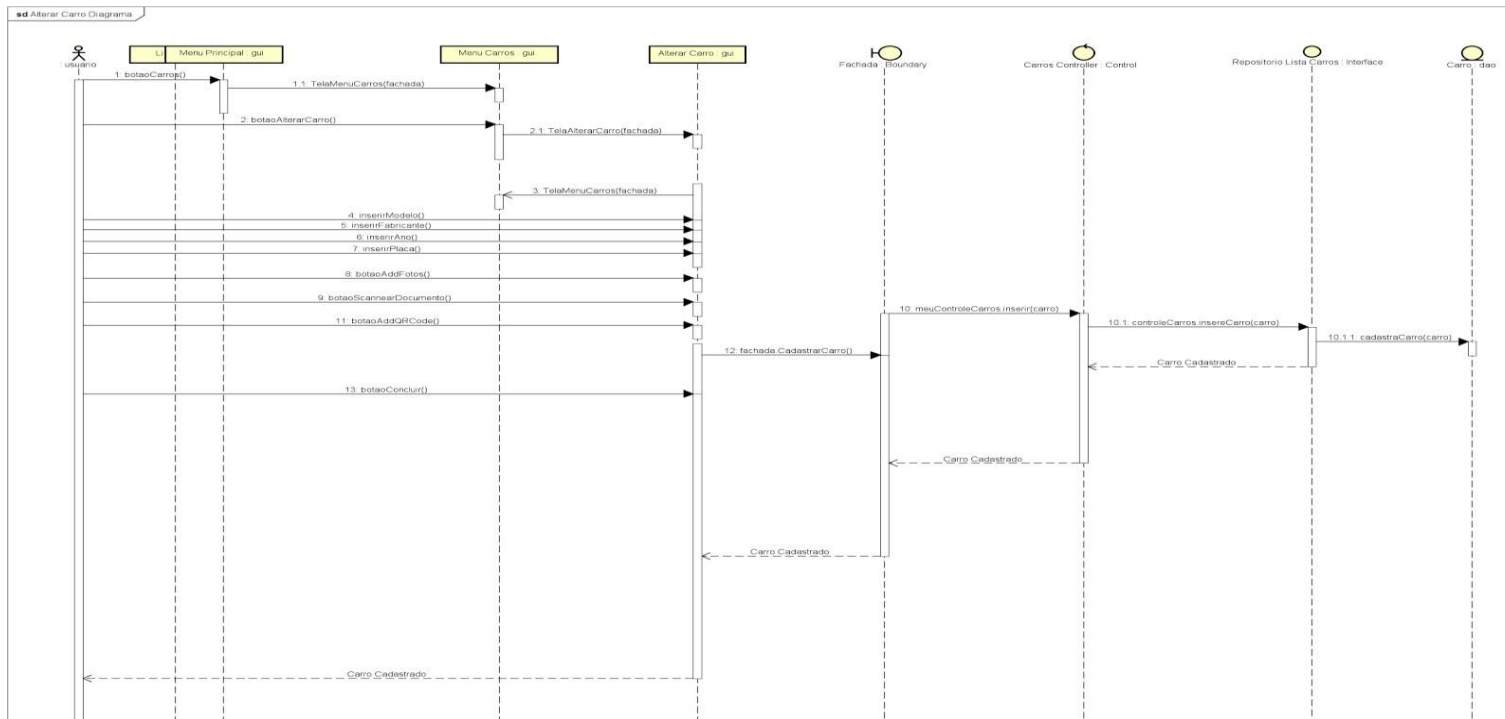 sd Alterar Carro Diagrama
Menu Principal : gui
Menu Carros : gui
Alterar Carro : gui
: usuário
Fachada : Boundary
Carros Controller : Control
Repositorio Lista Carros : Interface
Carro : dao
1: botaoCarros()
1.1: TelaMenuCarros(fachada)
2: botaoAlterarCarro()
2.1: TelaAlterarCarro(fachada)
3: TelaMenuCarros(fachada)
4: inserirModelo()
5: inserirFabricante()
6: inserirAno()
7: inserirPlaca()
8: botaoAddFotos()
9: botaoScannearDocumento()
10: meuControleCarros.inserir(carro)
10.1: controleCarros.insereCarro(carro)
11: botaoAddQRCode()
10.1.1: cadastraCarro(carro)
12: fachada.CadastrarCarro()
Carro Cadastrado
13: botaoConcluir()
Carro Cadastrado
Carro Cadastrado
Carro Cadastrado